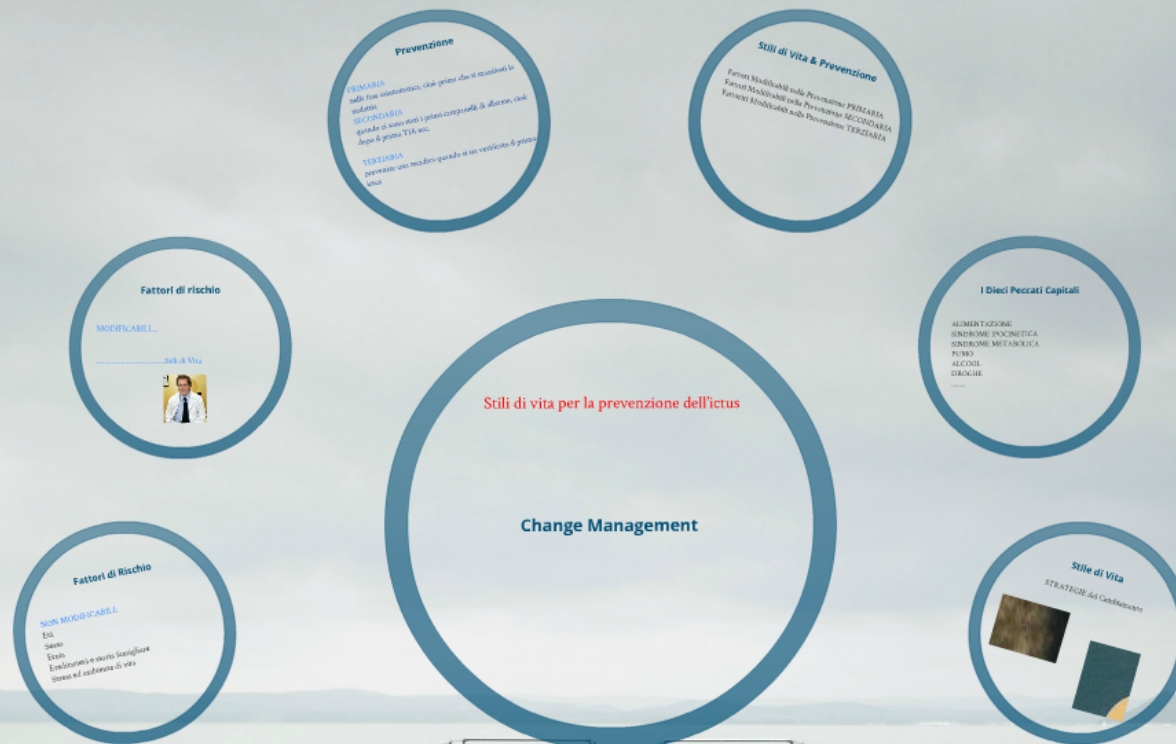 Prevenzione
PRIMARIA
nella fase asintomatica, cioè prima che si manifesti la
malattia
SECONDARIA
quando ci sono stati i primi campanelli di allarme, cioè
dopo il primo TIA ecc.
TERZIARIA
prevenire una recidiva quando si sia verificato il primo
ictus
Stili di Vita & Prevenzione
Fattori Modificabili nella Prevenzione PRIMARIA
Fattori Modificabili nella Prevenzione SECONDARIA
Fattori Modificabili nella Prevenzione TERZIARIA
Fattori di rischio
MODIFICABILI...
Stili di Vita
I Dieci Peccati Capitali
ALIMENTAZIONE
SINDROME IPOCINETICA
SINDROME METABOLICA
FUMO
ALCOOL
DROGHE
......
Stili di vita per la prevenzione dell'ictus
Change Management
Fattori di Rischio
NON MODIFICABILI
Età
Sesso
Etnia
Ereditarietà e storia famigliare
Stress ed ambiente di vita
Stile di Vita
STRATEGIE del Cambiamento